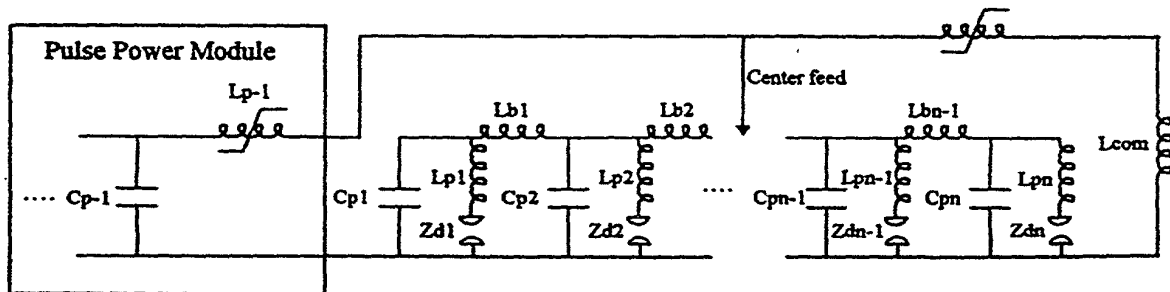 Pulse Power Module
Lp-1
Center feed
Lb1
Lb2
Lbn-1
Lcom
.... Cp-1
Cp1
Lp1
Cp2
Lp2
....
Cpn-1
Lpn-1
Cpn
Lpn
Zd1
Zd2
Zdn-1
Zdn